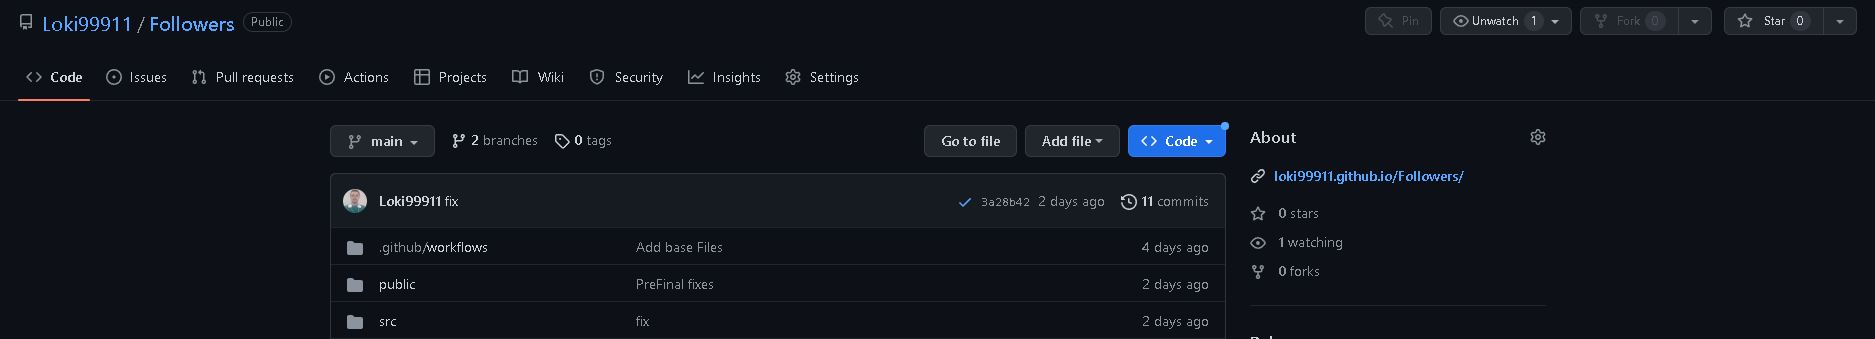 Loki99911 / Followers Public Pin Unwatch 1 Fork 0 Star 0
Code Issues Pull requests Actions Projects Wiki Security Insights Settings
main 2 branches 0 tags Go to file Add file Code
Loki99911 fix 3a28b42 2 days ago 11 commits
.github/workflows Add base Files 4 days ago
public PreFinal fixes 2 days ago
src fix 2 days ago
About
loki99911.github.io/Followers/
0 stars
1 watching
0 forks